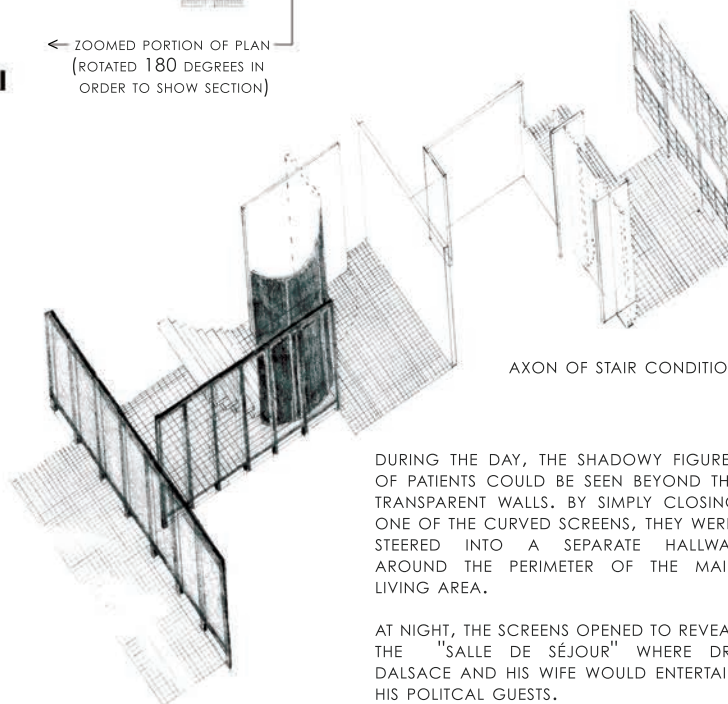 ZOOMED PORTION OF PLAN
(ROTATED 180 DEGREES IN
ORDER TO SHOW SECTION)
AXON OF STAIR CONDITIO
DURING THE DAY, THE SHADOWY FIGURE
OF PATIENTS COULD BE SEEN BEYOND TH
TRANSPARENT WALLS. BY SIMPLY CLOSING
ONE OF THE CURVED SCREENS, THEY WERE
STEERED INTO A SEPARATE HALLWA
AROUND THE PERIMETER OF THE MAI
LIVING AREA.
AT NIGHT, THE SCREENS OPENED TO REVEA
THE "SALLE DE SÉJOUR" WHERE DR
DALSACE AND HIS WIFE WOULD ENTERTAI
HIS POLITCAL GUESTS.